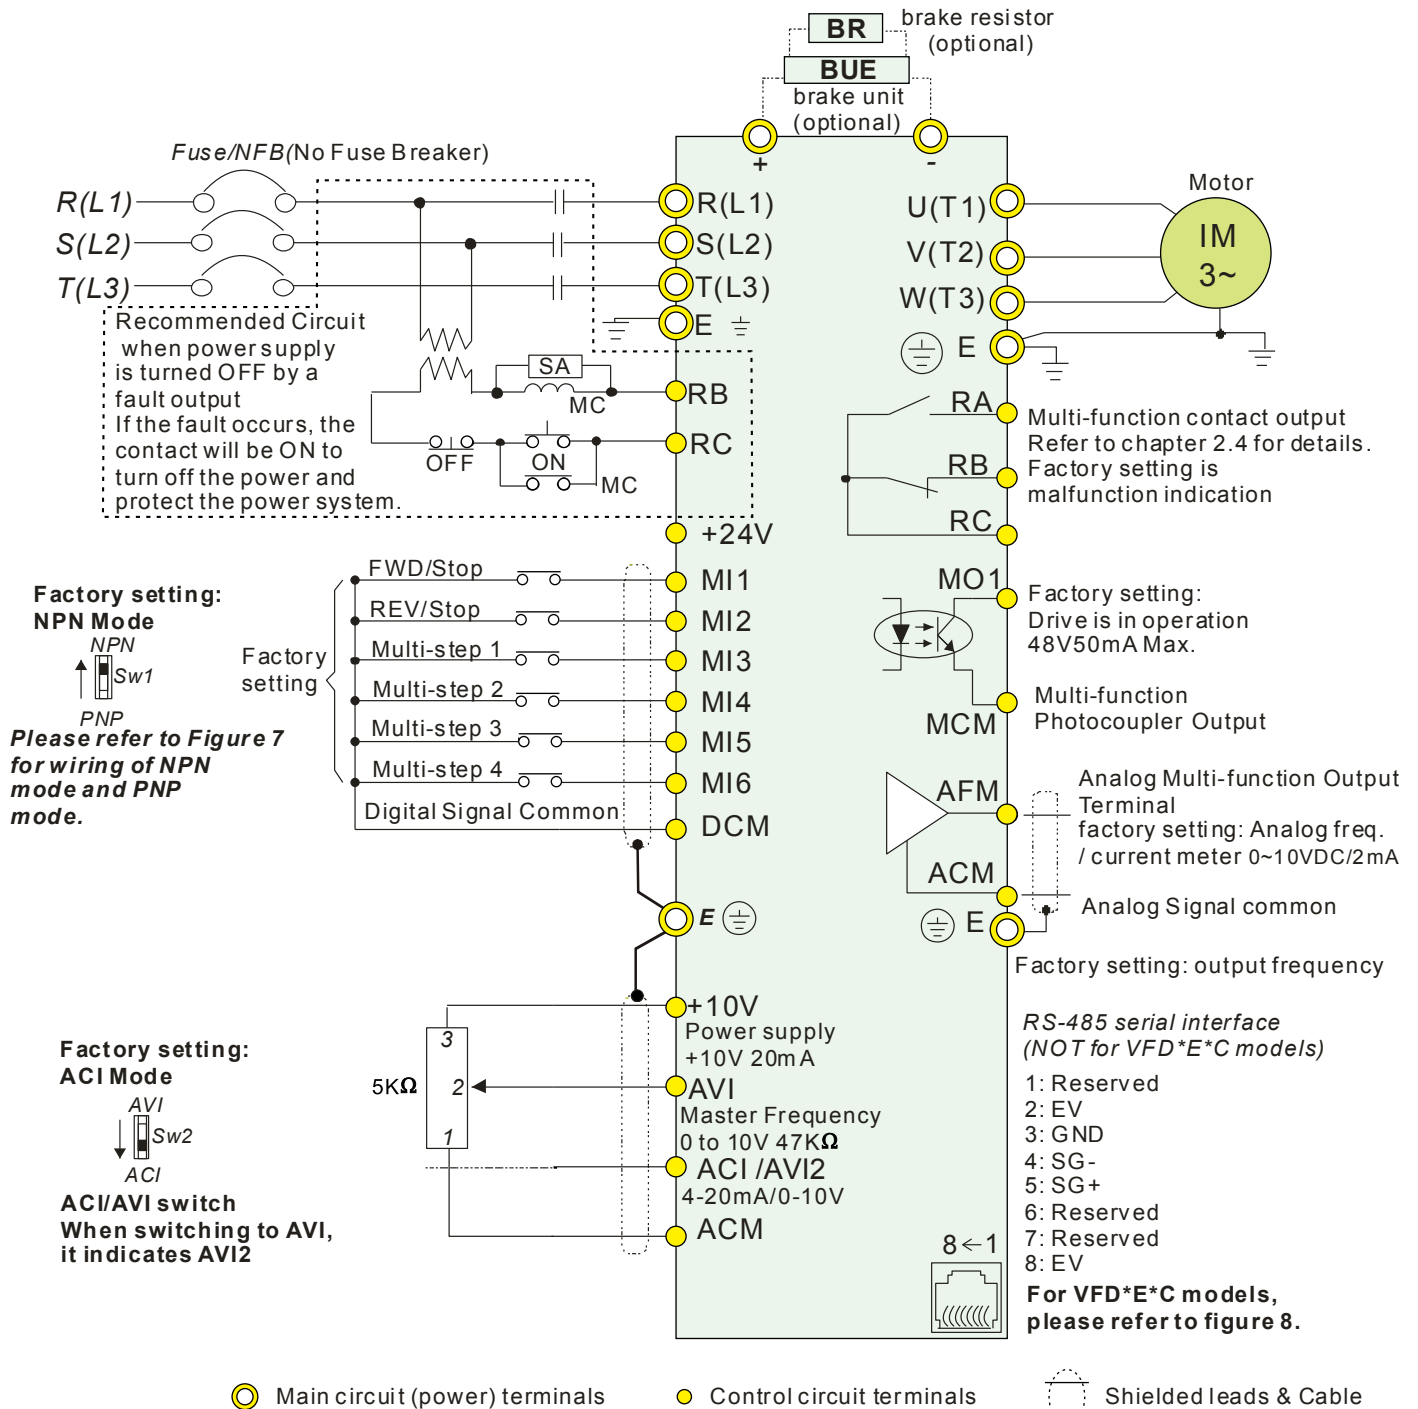 BR
brake resistor
(optional)
BUE
brake unit
(optional)
+
-
Fuse/NFB(No Fuse Breaker)
R(L1)
S(L2)
T(L3)
R(L1)
S(L2)
T(L3)
E
U(T1)
V(T2)
W(T3)
E
Motor
IM
3~
Recommended Circuit
when power supply
is turned OFF by a
fault output
If the fault occurs, the
contact will be ON to
turn off the power and
protect the power system.
SA
MC
OFF
ON
MC
RB
RC
RA
RB
RC
Multi-function contact output
Refer to chapter 2.4 for details.
Factory setting is
malfunction indication
+24V
Factory setting:
NPN Mode
NPN
Sw1
PNP
Please refer to Figure 7
for wiring of NPN
mode and PNP
mode.
Factory
setting
FWD/Stop
REV/Stop
Multi-step 1
Multi-step 2
Multi-step 3
Multi-step 4
Digital Signal Common
MI1
MI2
MI3
MI4
MI5
MI6
DCM
E
MO1
Factory setting:
Drive is in operation
48V50mA Max.
Multi-function
Photocoupler Output
MCM
AFM
Analog Multi-function Output
Terminal
factory setting: Analog freq.
/ current meter 0~10VDC/2mA
ACM
Analog Signal common
E
Factory setting: output frequency
Factory setting:
ACI Mode
AVI
Sw2
ACI
ACI/AVI switch
When switching to AVI,
it indicates AVI2
5KΩ
3
2
1
+10V
Power supply
+10V 20mA
AVI
Master Frequency
0 to 10V 47KΩ
ACI/AVI2
4-20mA/0-10V
ACM
RS-485 serial interface
(NOT for VFD*E*C models)
1: Reserved
2: EV
3: GND
4: SG-
5: SG+
6: Reserved
7: Reserved
8: EV
8←1
For VFD*E*C models,
please refer to figure 8.
Main circuit (power) terminals
Control circuit terminals
Shielded leads & Cable